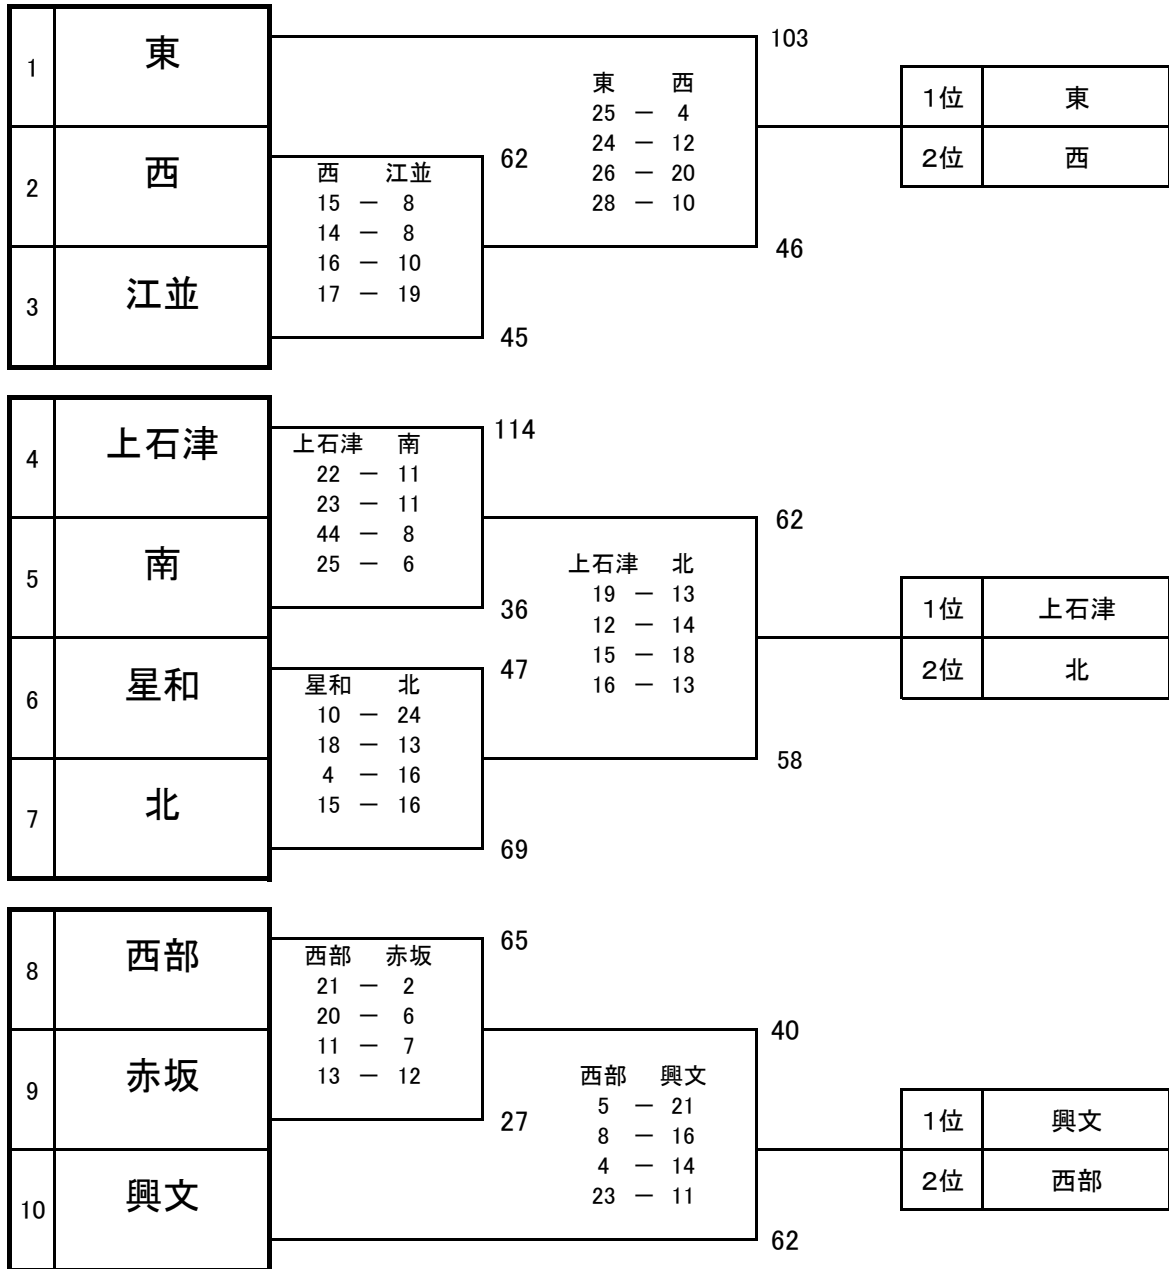 1 東
103
東 西
25 － 4
24 － 12
26 － 20
28 － 10
1位 東
2位 西
2 西
62
西 江並
15 － 8
14 － 8
16 － 10
17 － 19
46
3 江並
45
4 上石津
114
上石津 南
22 － 11
23 － 11
44 － 8
25 － 6
62
5 南
36
上石津 北
19 － 13
12 － 14
15 － 18
16 － 13
1位 上石津
2位 北
6 星和
47
星和 北
10 － 24
18 － 13
4 － 16
15 － 16
58
7 北
69
8 西部
65
西部 赤坂
21 － 2
20 － 6
11 － 7
13 － 12
40
9 赤坂
27
西部 興文
5 － 21
8 － 16
4 － 14
23 － 11
1位 興文
2位 西部
10 興文
62